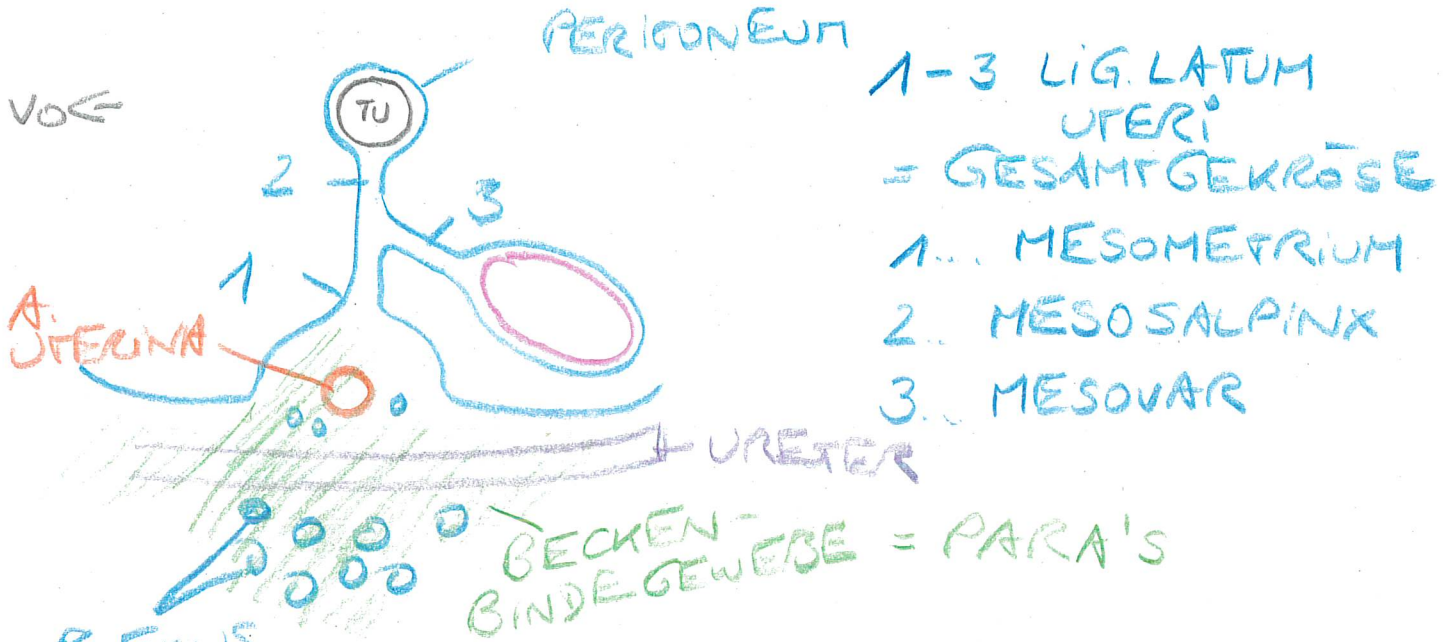 PERITONEUM
VO←
TU
2
3
1
A.
UTERINA
1-3 LIG. LATUM
UTERI
= GESAMTGEKRÖSE
1... MESOMETRIUM
2.. MESOSALPINX
3... MESOVAR
URETER
BECKEN-
BINDEGEWEBE = PARA'S